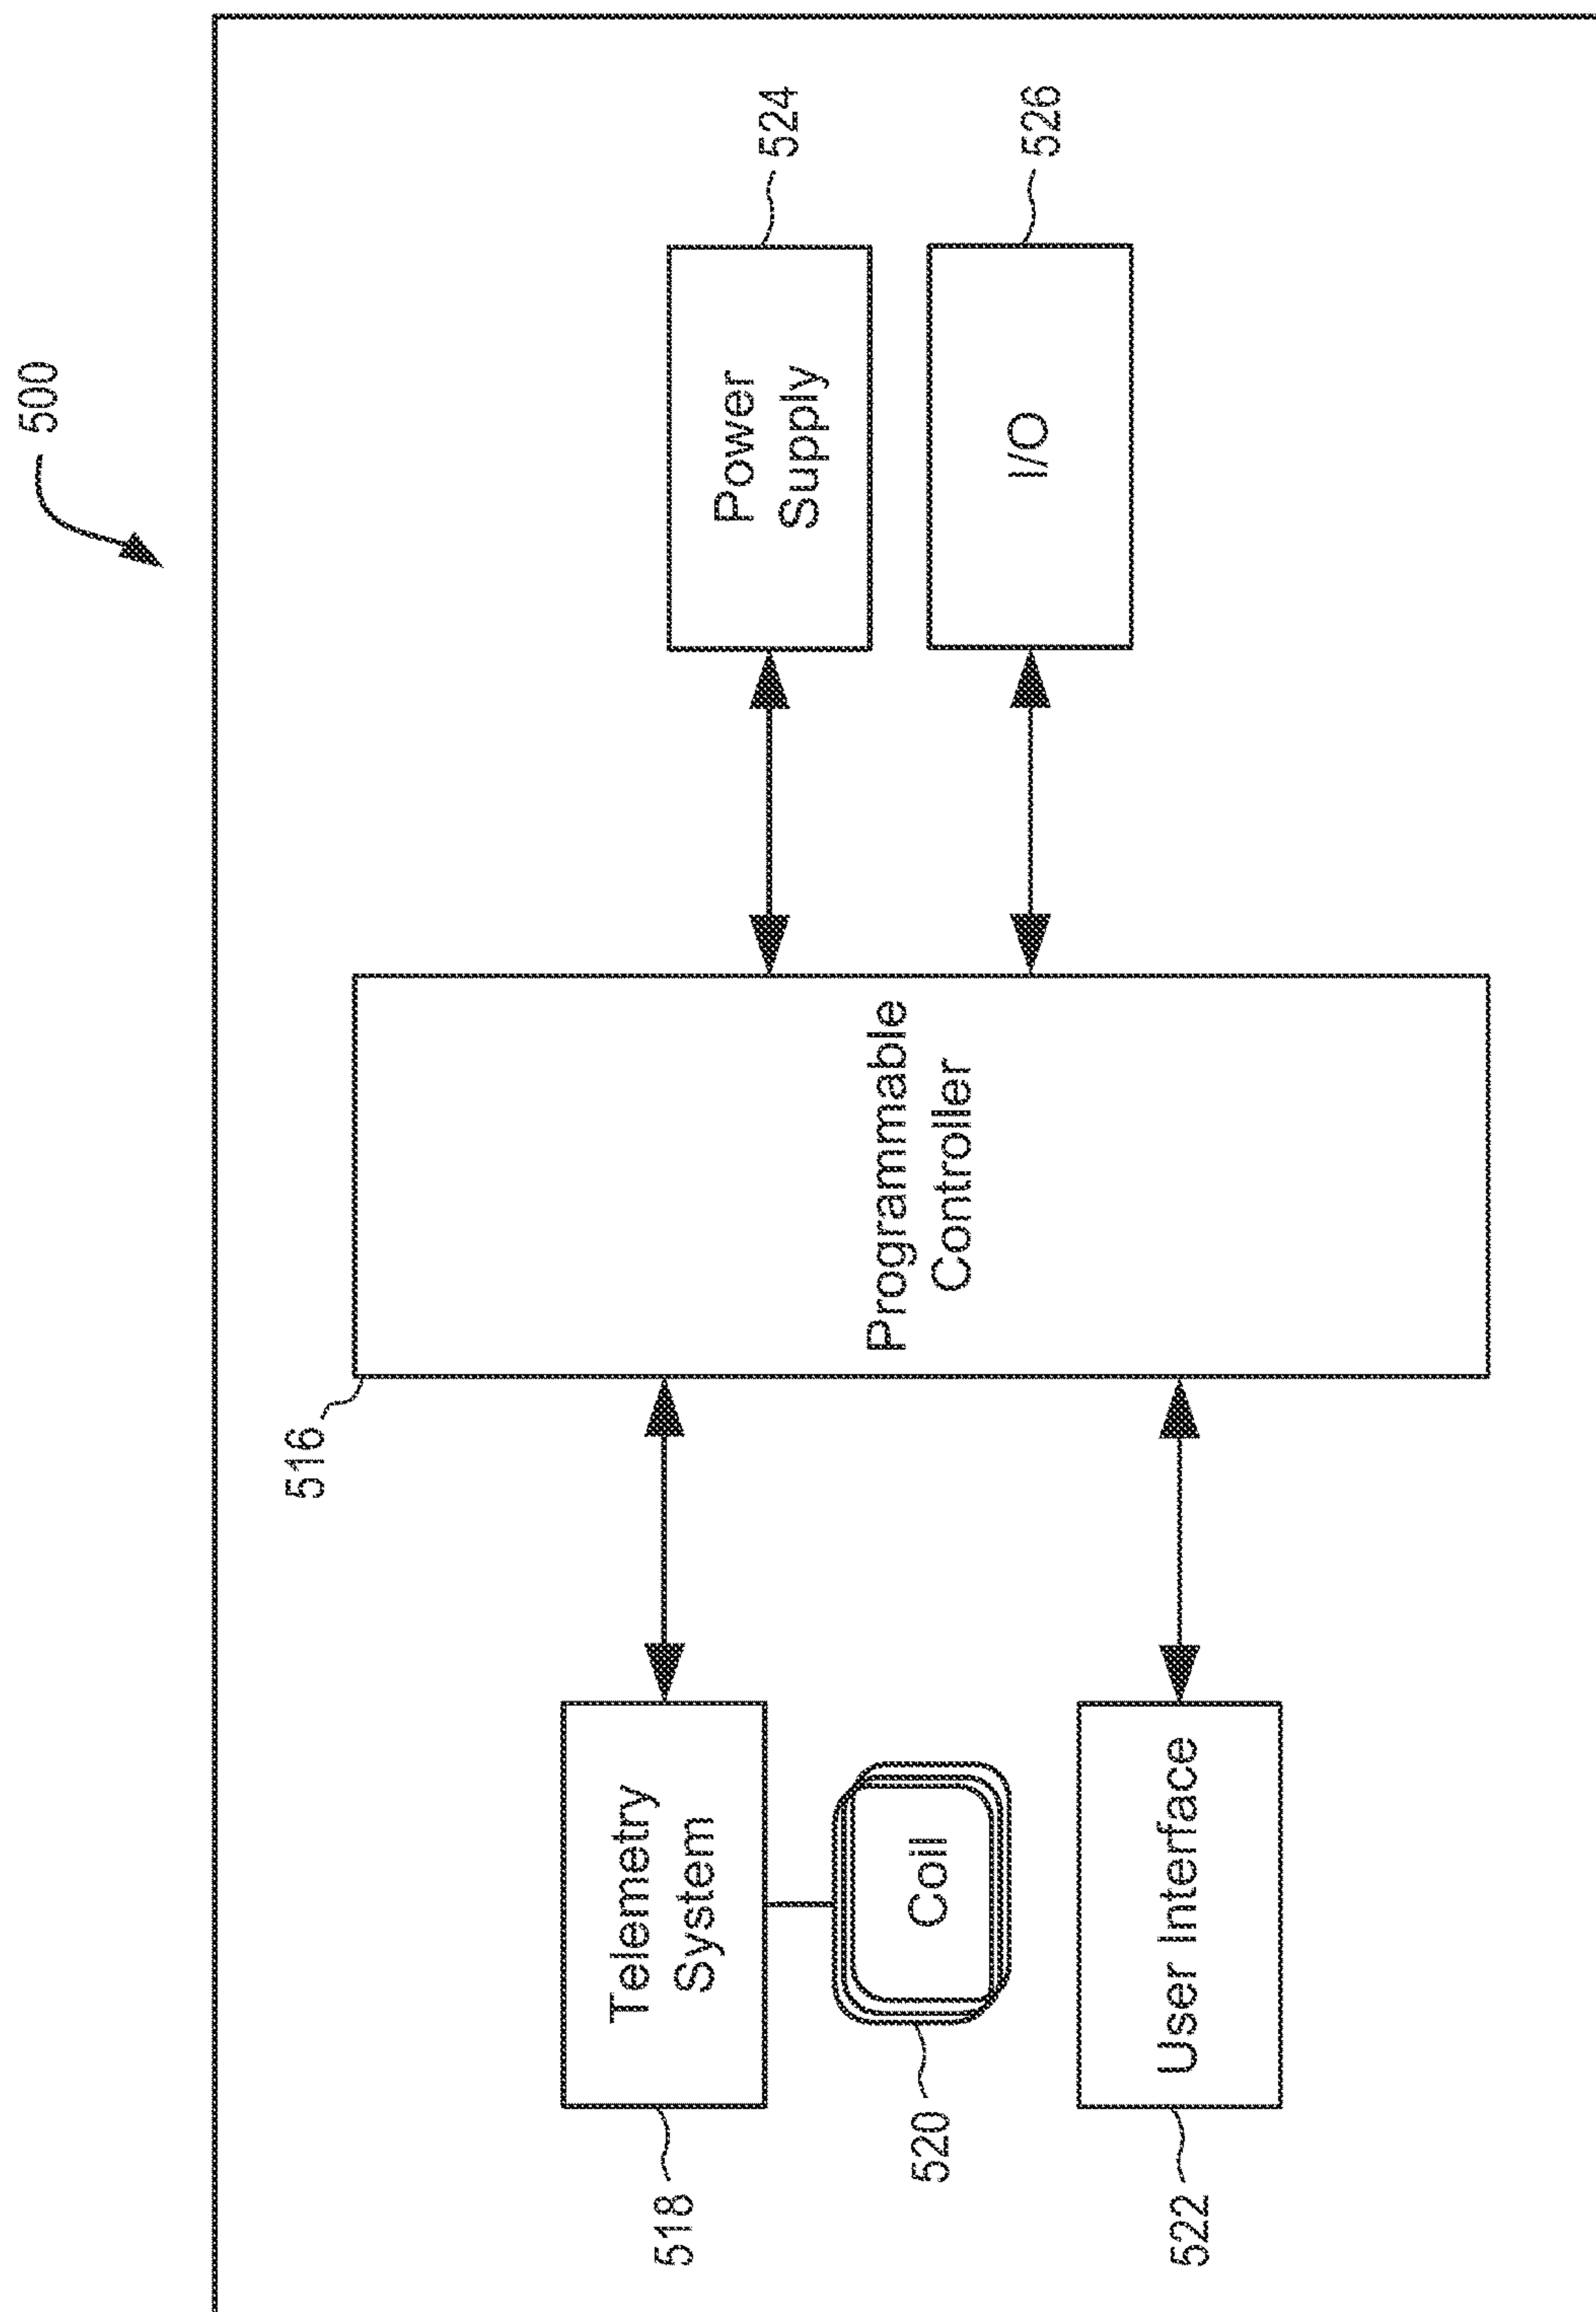 500
516
Telemetry
System
518
Coil
520
User Interface
522
Programmable
Controller
Power
Supply
524
I/O
526